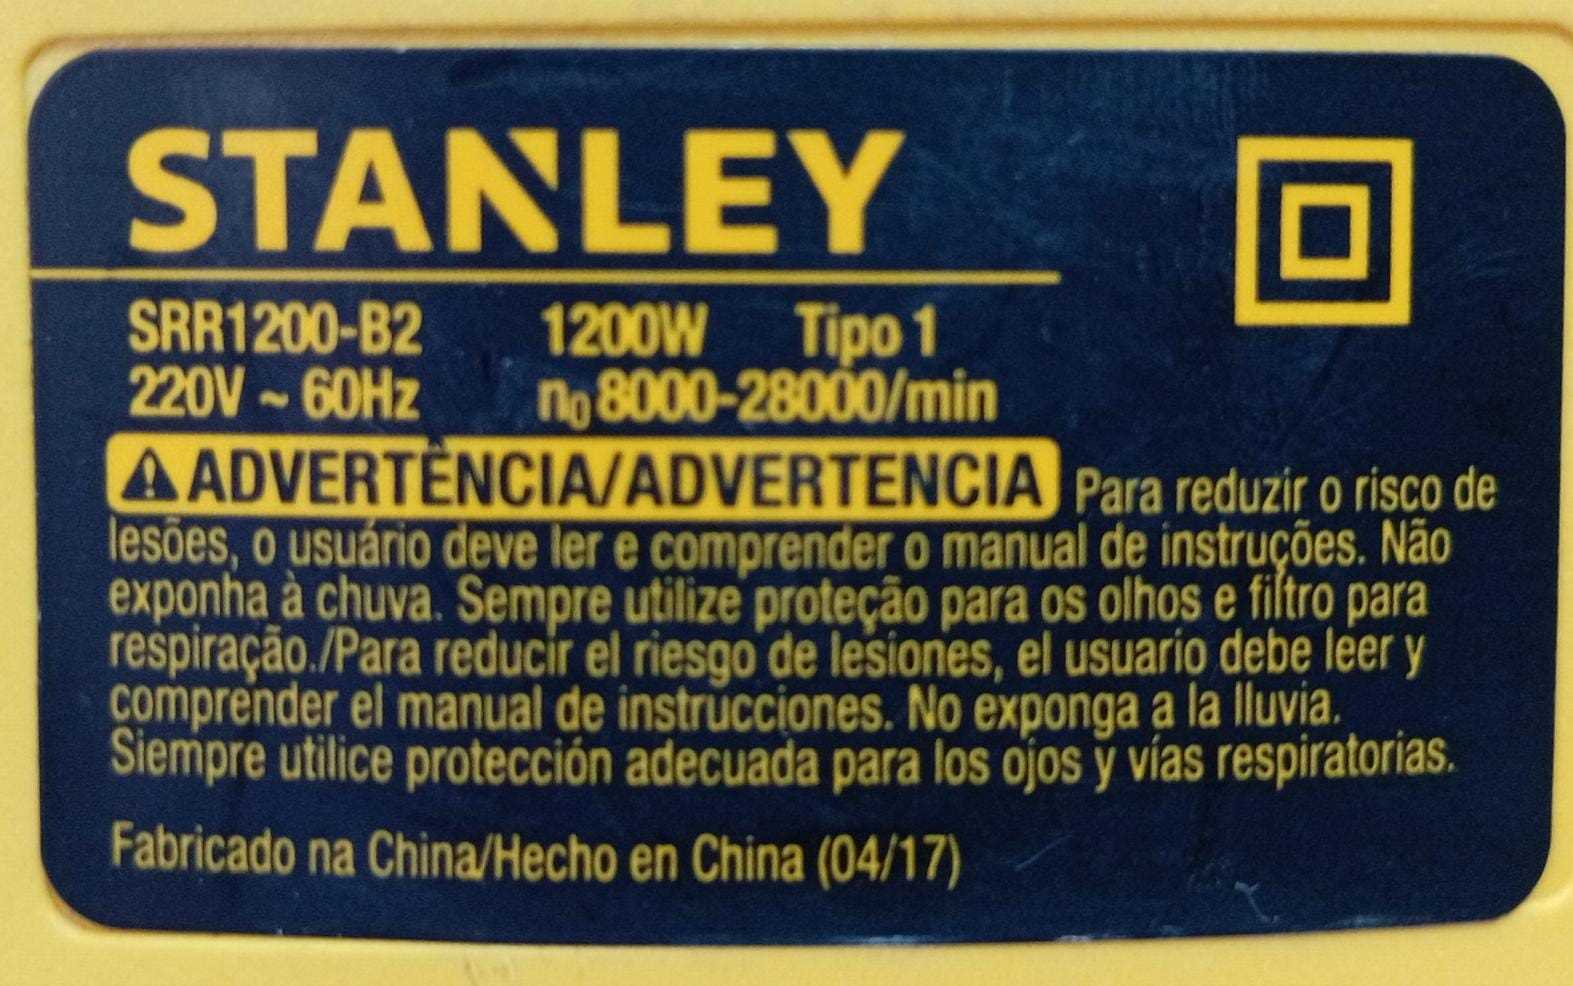 STANLEY
SRR1200-B2 1200W Tipo 1
220V ~ 60Hz n₀ 8000-28000/min
ADVERTÊNCIA/ADVERTENCIA Para reduzir o risco de
lesões, o usuário deve ler e comprender o manual de instruções. Não
exponha à chuva. Sempre utilize proteção para os olhos e filtro para
respiração./Para reducir el riesgo de lesiones, el usuario debe leer y
comprender el manual de instrucciones. No exponga a la lluvia.
Siempre utilice protección adecuada para los ojos y vías respiratorias.
Fabricado na China/Hecho en China (04/17)